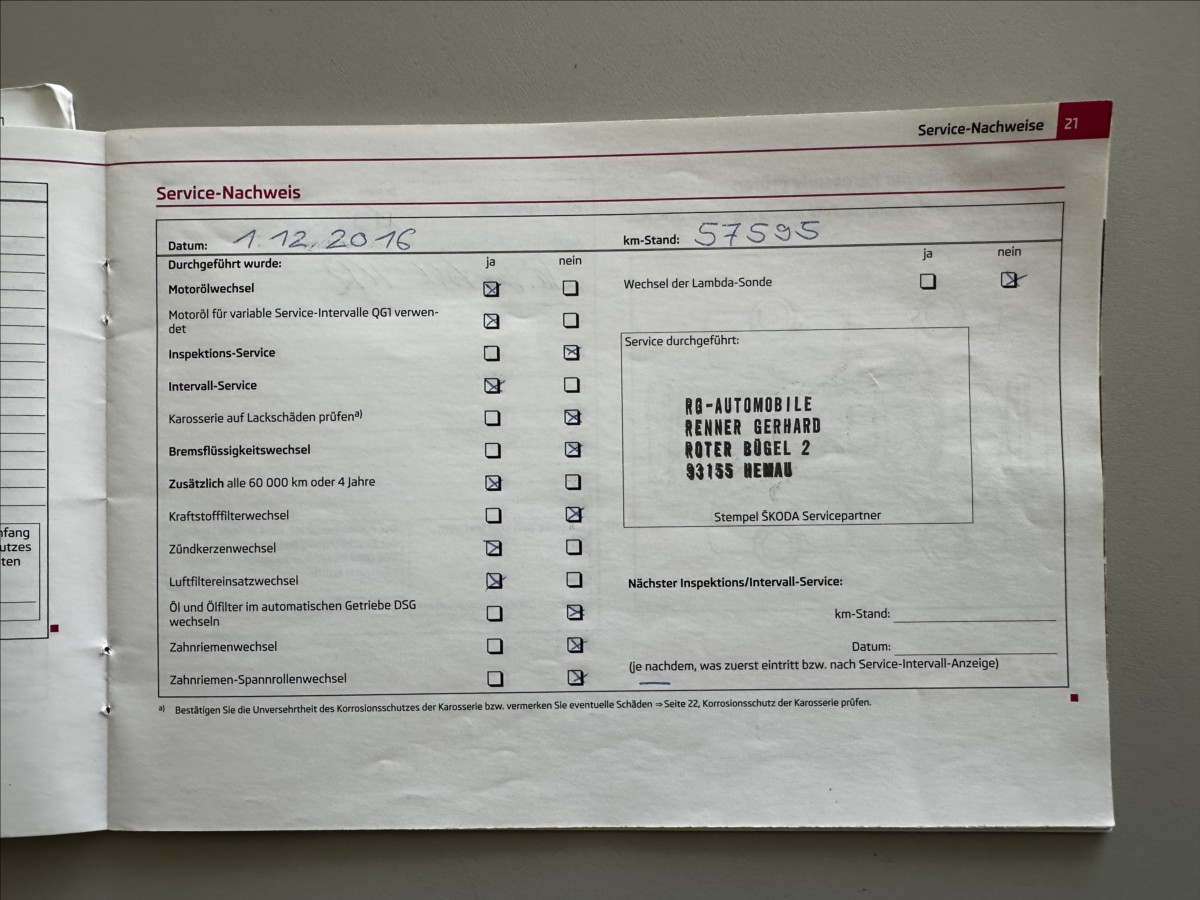 Service-Nachweise 21
Service-Nachweis
Datum: 1.12.2016
km-Stand: 57595
Durchgeführt wurde: ja nein
Motorölwechsel
Motoröl für variable Service-Intervalle QG1 verwen-
det
Inspektions-Service
Intervall-Service
Karosserie auf Lackschäden prüfena)
Bremsflüssigkeitswechsel
Zusätzlich alle 60 000 km oder 4 Jahre
Kraftstofffilterwechsel
Zündkerzenwechsel
Luftfiltereinsatzwechsel
Öl und Ölfilter im automatischen Getriebe DSG
wechseln
Zahnriemenwechsel
Zahnriemen-Spannrollenwechsel
ja nein
Wechsel der Lambda-Sonde
Service durchgeführt:
RG-AUTOMOBILE
RENNER GERHARD
ROTER BÜGEL 2
93155 HEMAU
Stempel ŠKODA Servicepartner
Nächster Inspektions/Intervall-Service:
km-Stand:
Datum:
(je nachdem, was zuerst eintritt bzw. nach Service-Intervall-Anzeige)
a) Bestätigen Sie die Unversehrtheit des Korrosionsschutzes der Karosserie bzw. vermerken Sie eventuelle Schäden ⇒ Seite 22, Korrosionsschutz der Karosserie prüfen.